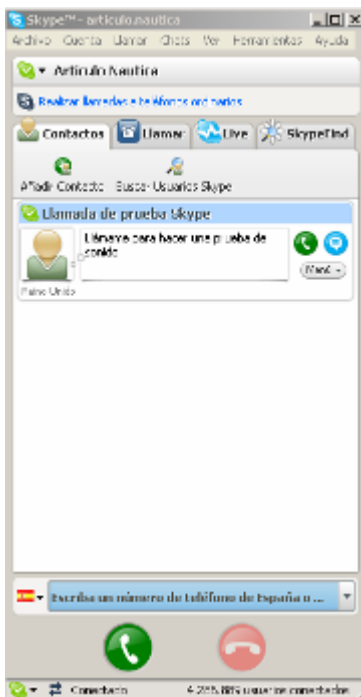 Skype™ - articulo.nautica
Archivo Cuenta Llamar Chats Ver Herramientas Ayuda
Articulo Nautica
Realizar llamadas a teléfonos ordinarios
Contactos Llamar Live SkypeFind
Añadir Contacto Buscar Usuarios Skype
Llamada de prueba Skype
Llámame para hacer una prueba de
sonido
Menú
Reino Unido
Escriba un número de teléfono de España o ...
Conectado usuarios conectados